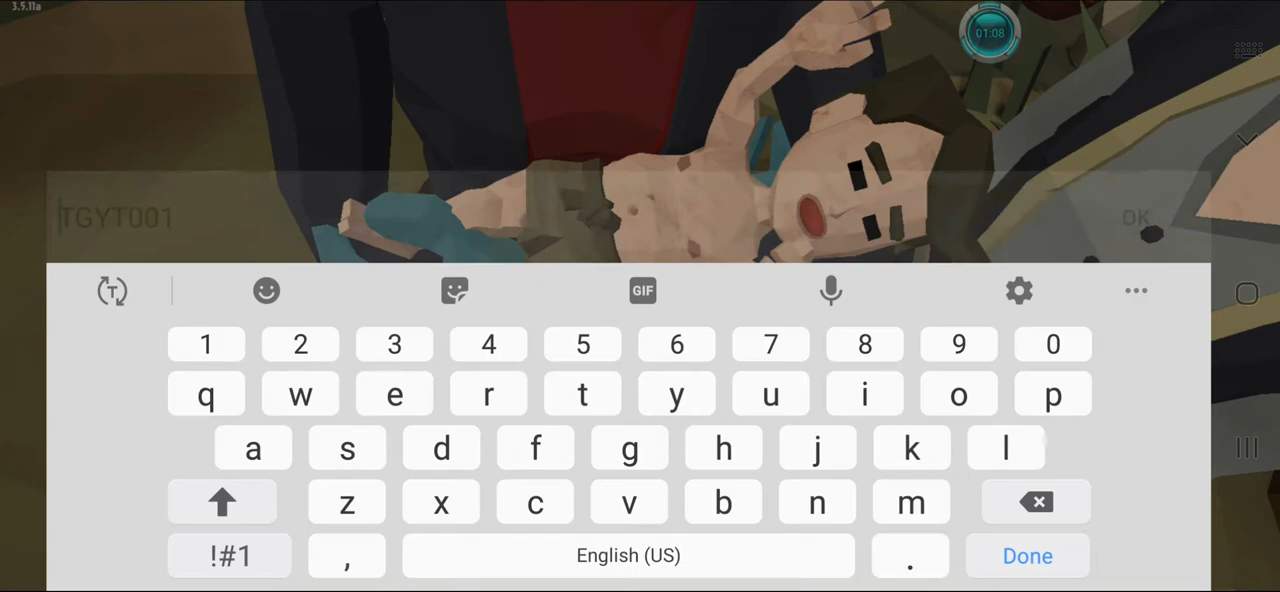 3.5.11a
01:08
TGYT001
OK
GIF
1 2 3 4 5 6 7 8 9 0
q w e r t y u i o p
a s d f g h j k l
z x c v b n m
!#1 , English (US) . Done